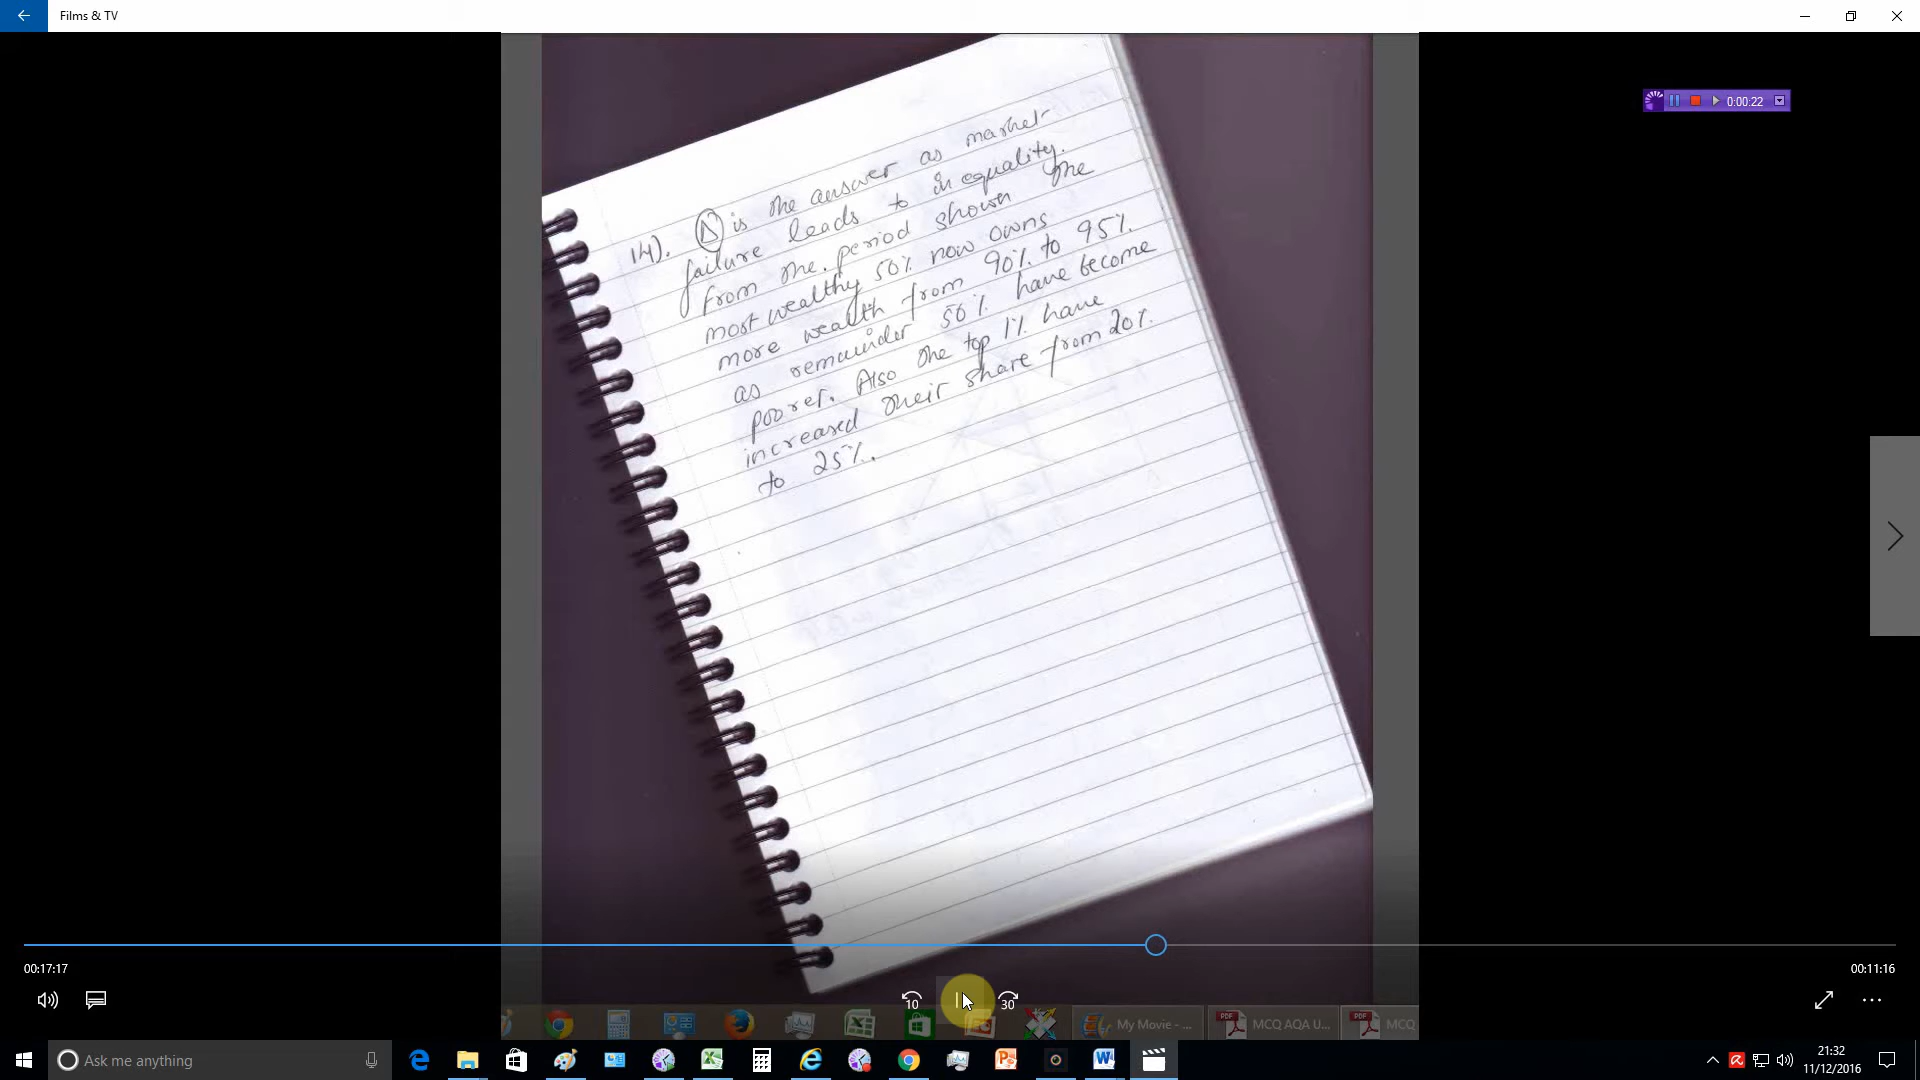 Films & TV
0:00:22
14). D is the answer as market
failure leads to inequality.
from the. period shown the
most wealthy 50% now owns
more wealth from 90% to 95%.
as remainder 50% have become
poorer. Also the top 1% have
increased their share from 20%.
to 25%.
00:17:17
00:11:16
10
30
My Movie - ...
MCQ AQA U...
MCQ
Ask me anything
21:32
11/12/2016